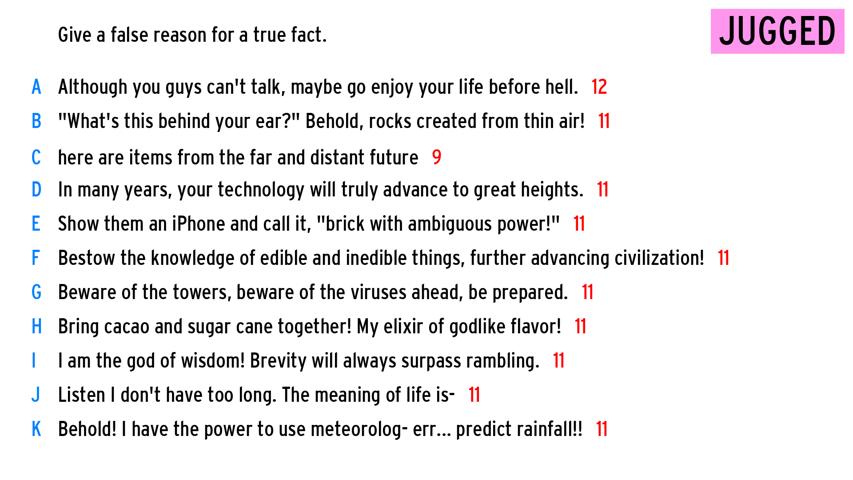 Give a false reason for a true fact.
JUGGED
A Although you guys can't talk, maybe go enjoy your life before hell. 12
B "What's this behind your ear?" Behold, rocks created from thin air! 11
C here are items from the far and distant future 9
D In many years, your technology will truly advance to great heights. 11
E Show them an iPhone and call it, "brick with ambiguous power!" 11
F Bestow the knowledge of edible and inedible things, further advancing civilization! 11
G Beware of the towers, beware of the viruses ahead, be prepared. 11
H Bring cacao and sugar cane together! My elixir of godlike flavor! 11
I I am the god of wisdom! Brevity will always surpass rambling. 11
J Listen I don't have too long. The meaning of life is- 11
K Behold! I have the power to use meteorolog- err... predict rainfall!! 11